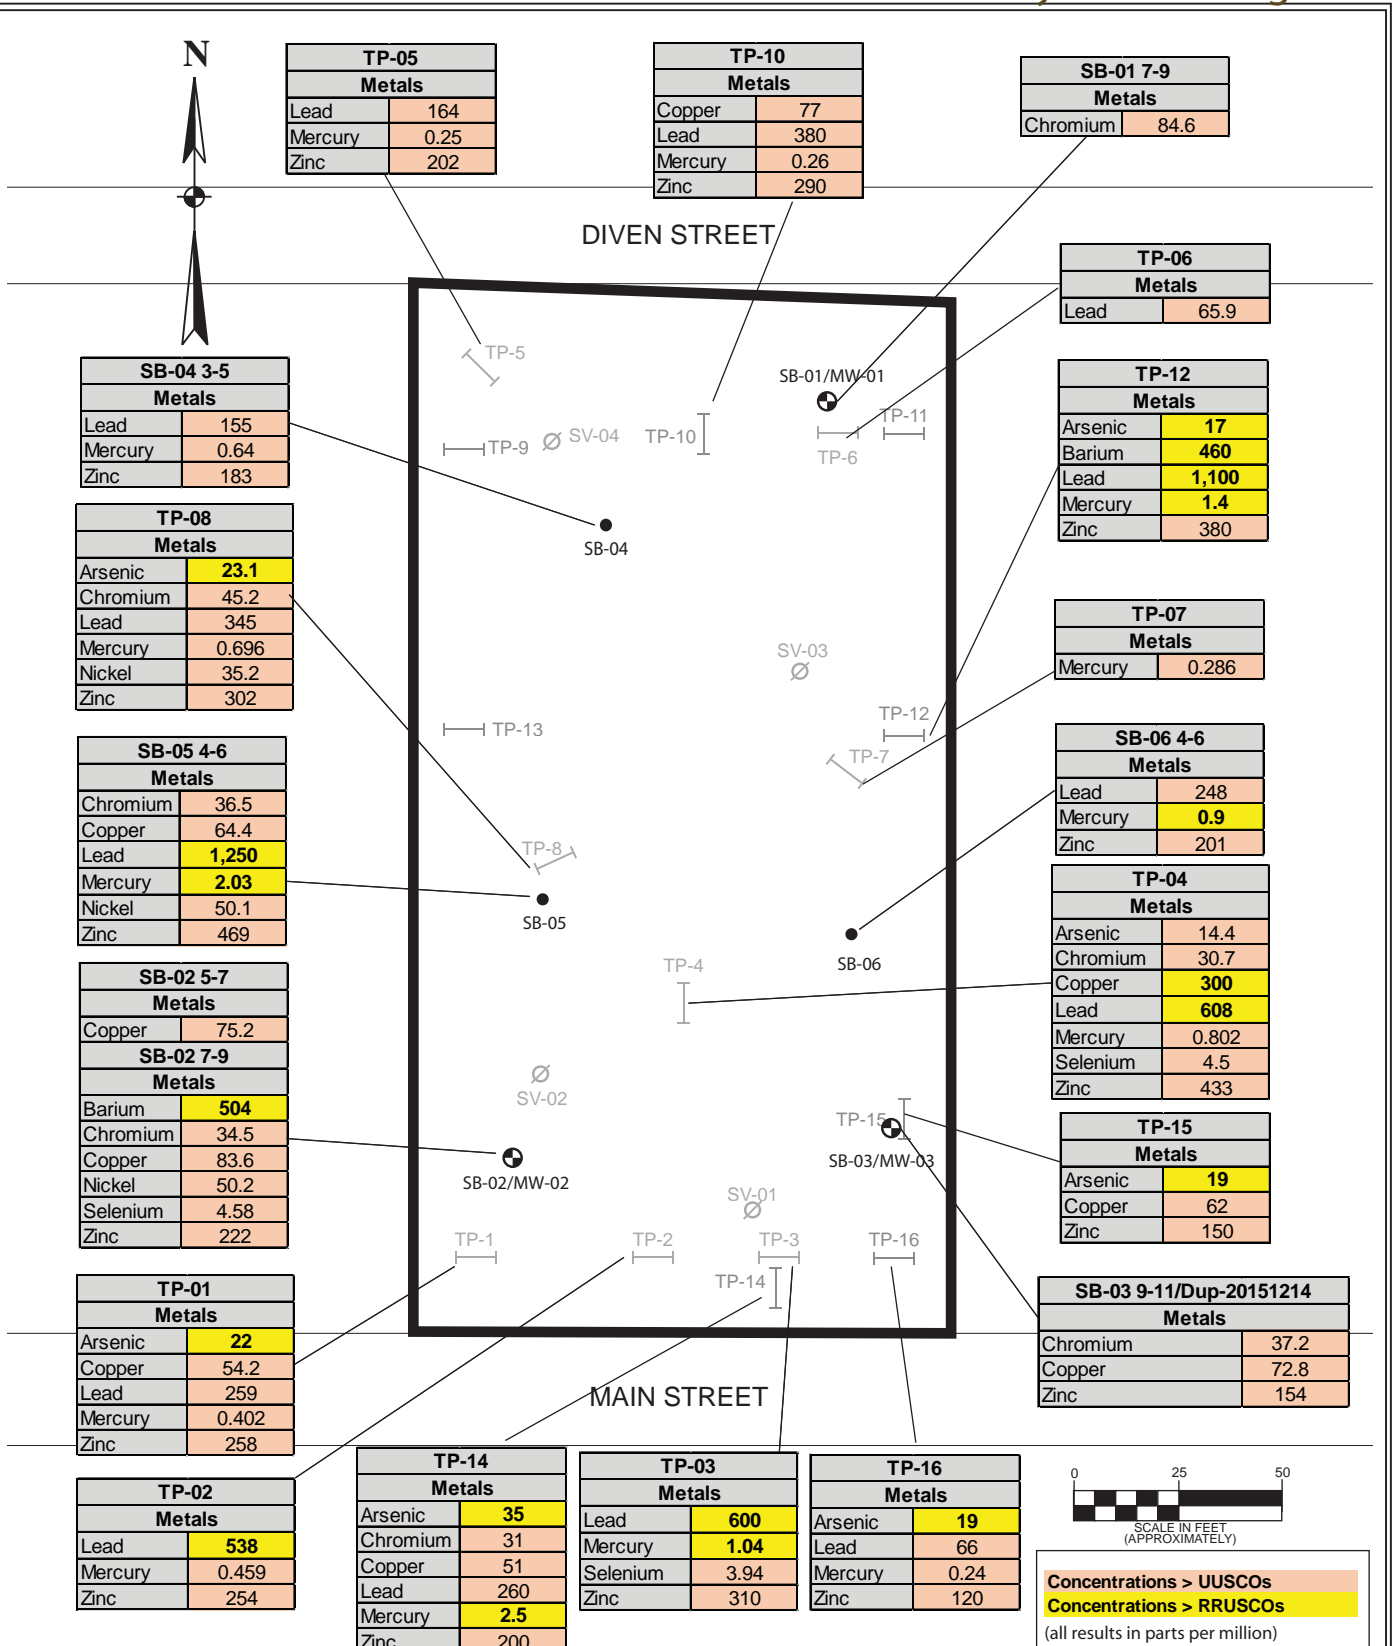 N
TP-05
Metals
Lead 164
Mercury 0.25
Zinc 202
TP-10
Metals
Copper 77
Lead 380
Mercury 0.26
Zinc 290
SB-01 7-9
Metals
Chromium 84.6
DIVEN STREET
TP-06
Metals
Lead 65.9
SB-04 3-5
Metals
Lead 155
Mercury 0.64
Zinc 183
TP-12
Metals
Arsenic 17
Barium 460
Lead 1,100
Mercury 1.4
Zinc 380
TP-5
SB-01/MW-01
TP-11
TP-9
SV-04
TP-10
TP-6
SB-04
TP-08
Metals
Arsenic 23.1
Chromium 45.2
Lead 345
Mercury 0.696
Nickel 35.2
Zinc 302
TP-07
Metals
Mercury 0.286
SV-03
TP-13
TP-12
TP-7
SB-05 4-6
Metals
Chromium 36.5
Copper 64.4
Lead 1,250
Mercury 2.03
Nickel 50.1
Zinc 469
SB-06 4-6
Metals
Lead 248
Mercury 0.9
Zinc 201
TP-8
SB-05
SB-06
TP-4
TP-04
Metals
Arsenic 14.4
Chromium 30.7
Copper 300
Lead 608
Mercury 0.802
Selenium 4.5
Zinc 433
SB-02 5-7
Metals
Copper 75.2
SB-02 7-9
Metals
Barium 504
Chromium 34.5
Copper 83.6
Nickel 50.2
Selenium 4.58
Zinc 222
SV-02
TP-15
SB-03/MW-03
SB-02/MW-02
SV-01
TP-15
Metals
Arsenic 19
Copper 62
Zinc 150
TP-1
TP-2
TP-3
TP-16
TP-14
TP-01
Metals
Arsenic 22
Copper 54.2
Lead 259
Mercury 0.402
Zinc 258
SB-03 9-11/Dup-20151214
Metals
Chromium 37.2
Copper 72.8
Zinc 154
MAIN STREET
TP-02
Metals
Lead 538
Mercury 0.459
Zinc 254
TP-14
Metals
Arsenic 35
Chromium 31
Copper 51
Lead 260
Mercury 2.5
Zinc 200
TP-03
Metals
Lead 600
Mercury 1.04
Selenium 3.94
Zinc 310
TP-16
Metals
Arsenic 19
Lead 66
Mercury 0.24
Zinc 120
0 25 50
SCALE IN FEET
(APPROXIMATELY)
Concentrations > UUSCOs
Concentrations > RRUSCOs
(all results in parts per million)